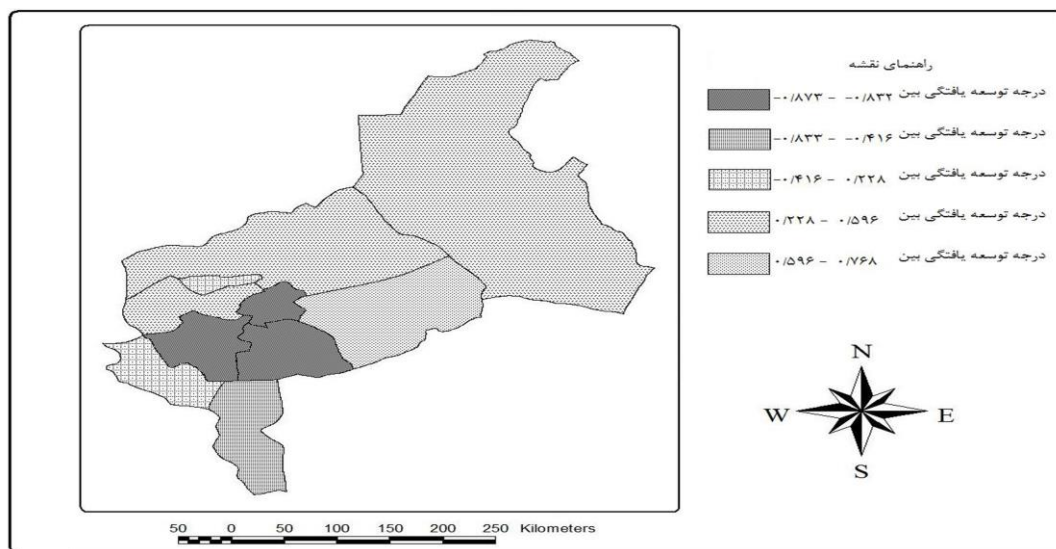 راهنمای نقشه
درجه توسعه یافتگی بین -۰/۸۷۳ - -۰/۸۳۲
درجه توسعه یافتگی بین -۰/۸۳۳ - -۰/۴۱۶
درجه توسعه یافتگی بین -۰/۴۱۶ - ۰/۲۲۸
درجه توسعه یافتگی بین ۰/۲۲۸ - ۰/۵۹۶
درجه توسعه یافتگی بین ۰/۵۹۶ - ۰/۷۶۸
N
W E
S
50 0 50 100 150 200 250 Kilometers